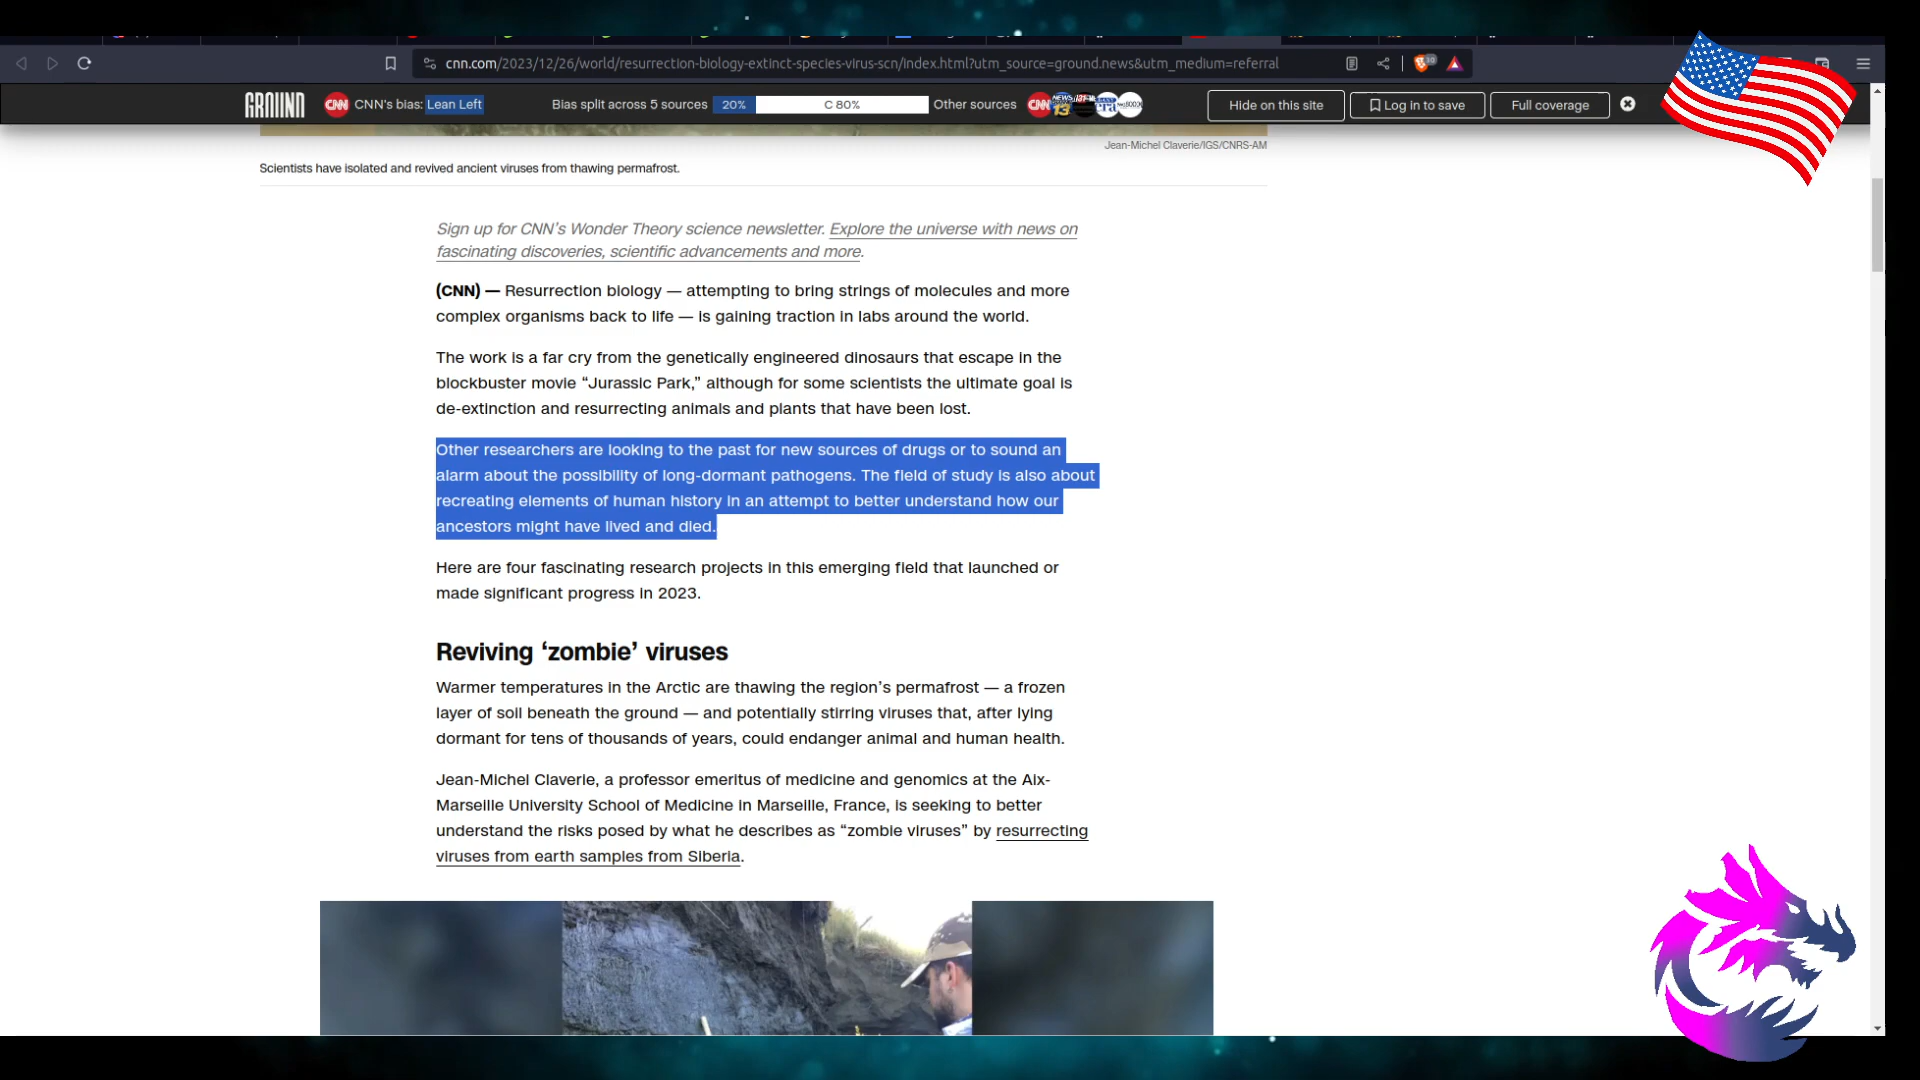 cnn.com/2023/12/26/world/resurrection-biology-extinct-species-virus-scn/index.html?utm_source=ground.news&utm_medium=referral
GROUND CNN CNN's bias: Lean Left Bias split across 5 sources 20% C 80% Other sources CNN Hide on this site Log in to save Full coverage
Jean-Michel Claverie/IGS/CNRS-AM
Scientists have isolated and revived ancient viruses from thawing permafrost.
Sign up for CNN's Wonder Theory science newsletter. Explore the universe with news on
fascinating discoveries, scientific advancements and more.
(CNN) — Resurrection biology — attempting to bring strings of molecules and more
complex organisms back to life — is gaining traction in labs around the world.
The work is a far cry from the genetically engineered dinosaurs that escape in the
blockbuster movie “Jurassic Park,” although for some scientists the ultimate goal is
de-extinction and resurrecting animals and plants that have been lost.
Other researchers are looking to the past for new sources of drugs or to sound an
alarm about the possibility of long-dormant pathogens. The field of study is also about
recreating elements of human history in an attempt to better understand how our
ancestors might have lived and died.
Here are four fascinating research projects in this emerging field that launched or
made significant progress in 2023.
Reviving ‘zombie’ viruses
Warmer temperatures in the Arctic are thawing the region’s permafrost — a frozen
layer of soil beneath the ground — and potentially stirring viruses that, after lying
dormant for tens of thousands of years, could endanger animal and human health.
Jean-Michel Claverie, a professor emeritus of medicine and genomics at the Aix-
Marseille University School of Medicine in Marseille, France, is seeking to better
understand the risks posed by what he describes as “zombie viruses” by resurrecting
viruses from earth samples from Siberia.